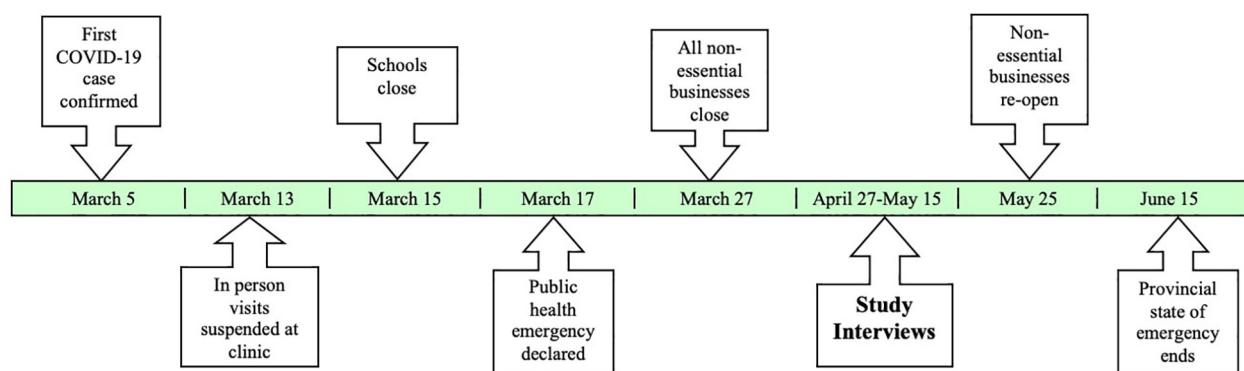 First
COVID-19
case
confirmed
Schools
close
All non-
essential
businesses
close
Non-
essential
businesses
re-open
March 5 | March 13 | March 15 | March 17 | March 27 | April 27-May 15 | May 25 | June 15
In person
visits
suspended at
clinic
Public
health
emergency
declared
Study
Interviews
Provincial
state of
emergency
ends